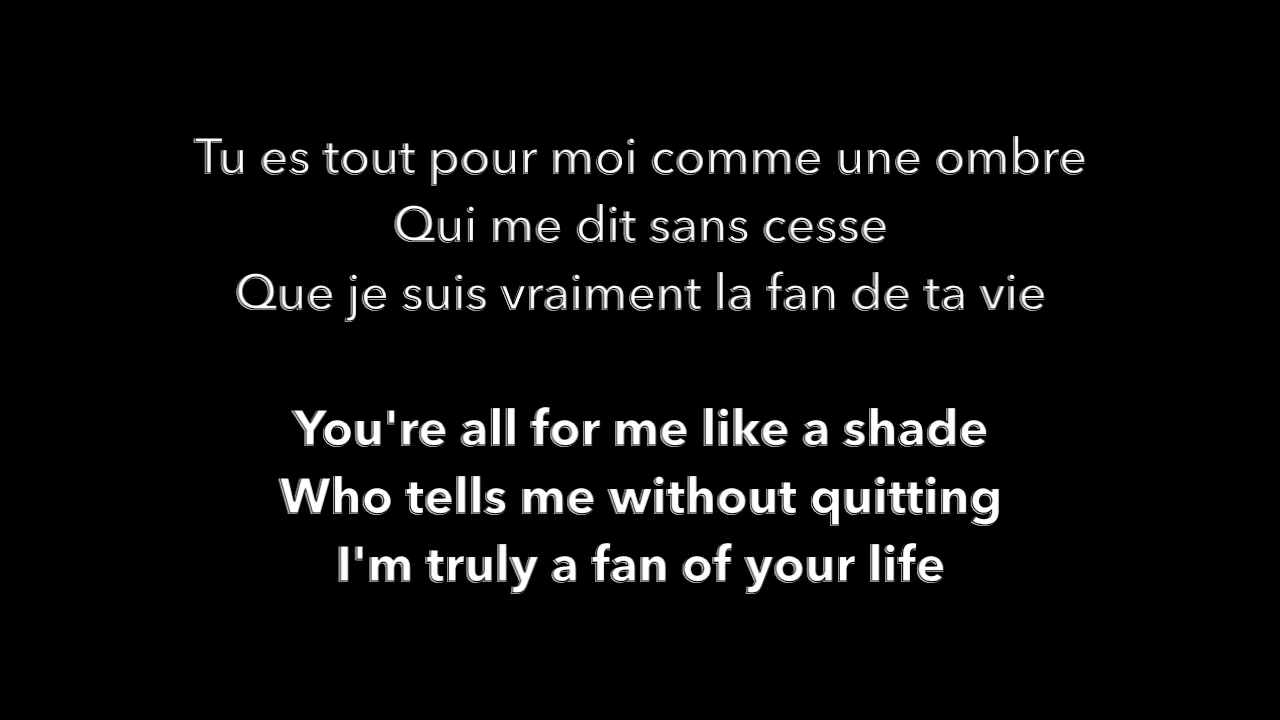 Tu es tout pour moi comme une ombre
Qui me dit sans cesse
Que je suis vraiment la fan de ta vie
You're all for me like a shade
Who tells me without quitting
I'm truly a fan of your life